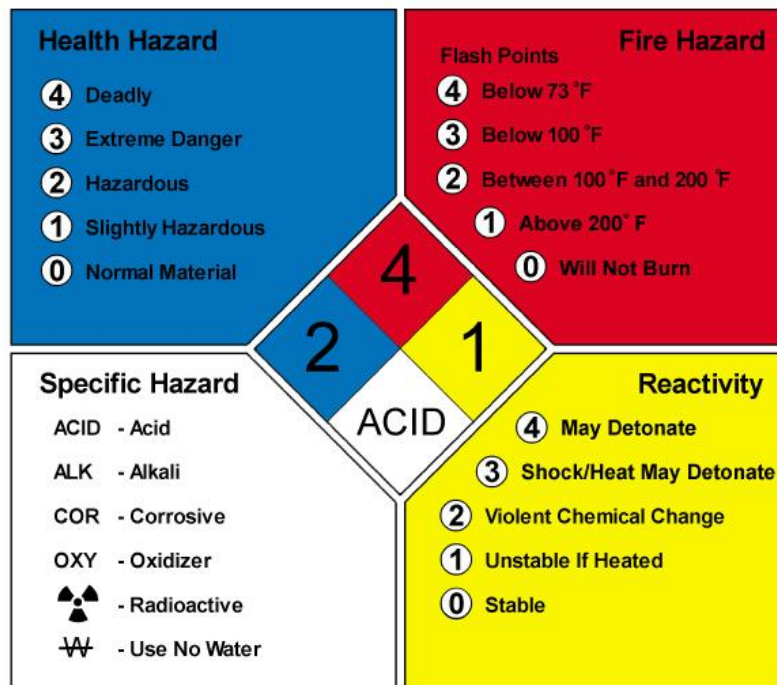 Health Hazard
4 Deadly
3 Extreme Danger
2 Hazardous
1 Slightly Hazardous
0 Normal Material
Fire Hazard
Flash Points
4 Below 73°F
3 Below 100°F
2 Between 100°F and 200°F
1 Above 200°F
0 Will Not Burn
4
2
1
ACID
Specific Hazard
ACID - Acid
ALK - Alkali
COR - Corrosive
OXY - Oxidizer
- Radioactive
W - Use No Water
Reactivity
4 May Detonate
3 Shock/Heat May Detonate
2 Violent Chemical Change
1 Unstable If Heated
0 Stable